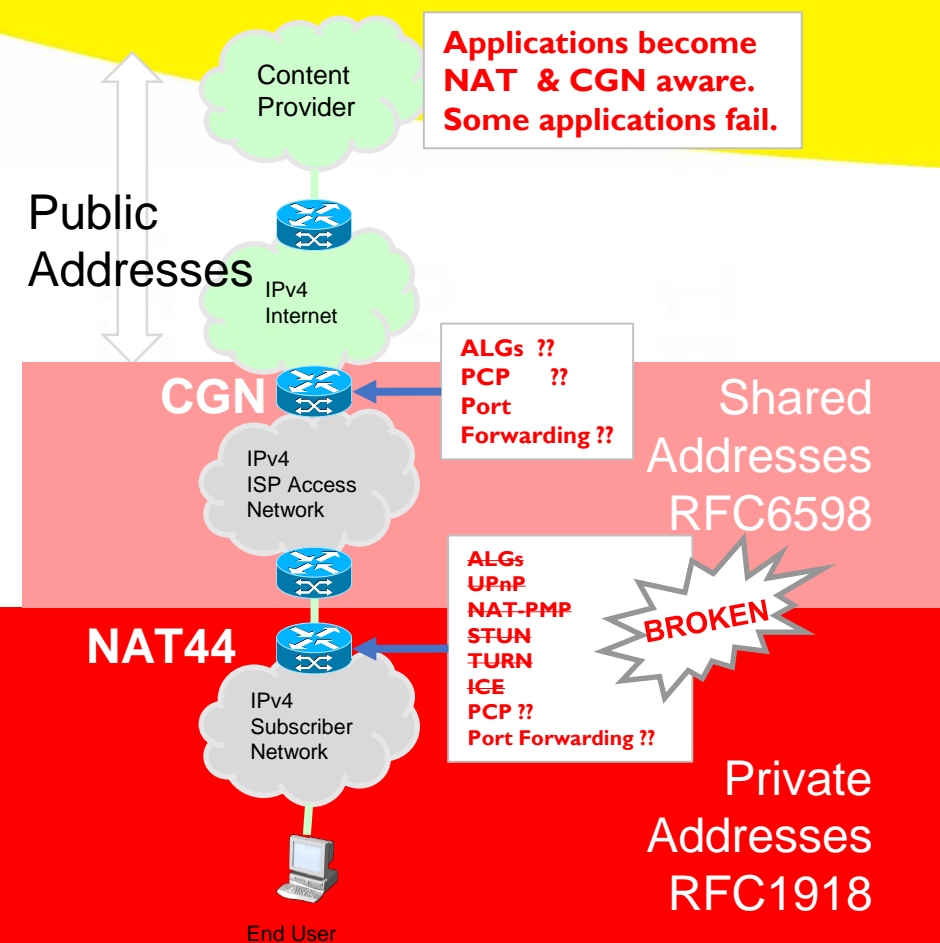 Content
Provider
Applications become
NAT & CGN aware.
Some applications fail.
Public
Addresses
IPv4
Internet
CGN
ALGs ??
PCP ??
Port
Forwarding ??
Shared
Addresses
RFC6598
IPv4
ISP Access
Network
NAT44
ALGs
UPnP
NAT-PMP
STUN
TURN
ICE
PCP ??
Port Forwarding ??
BROKEN
IPv4
Subscriber
Network
Private
Addresses
RFC1918
End User